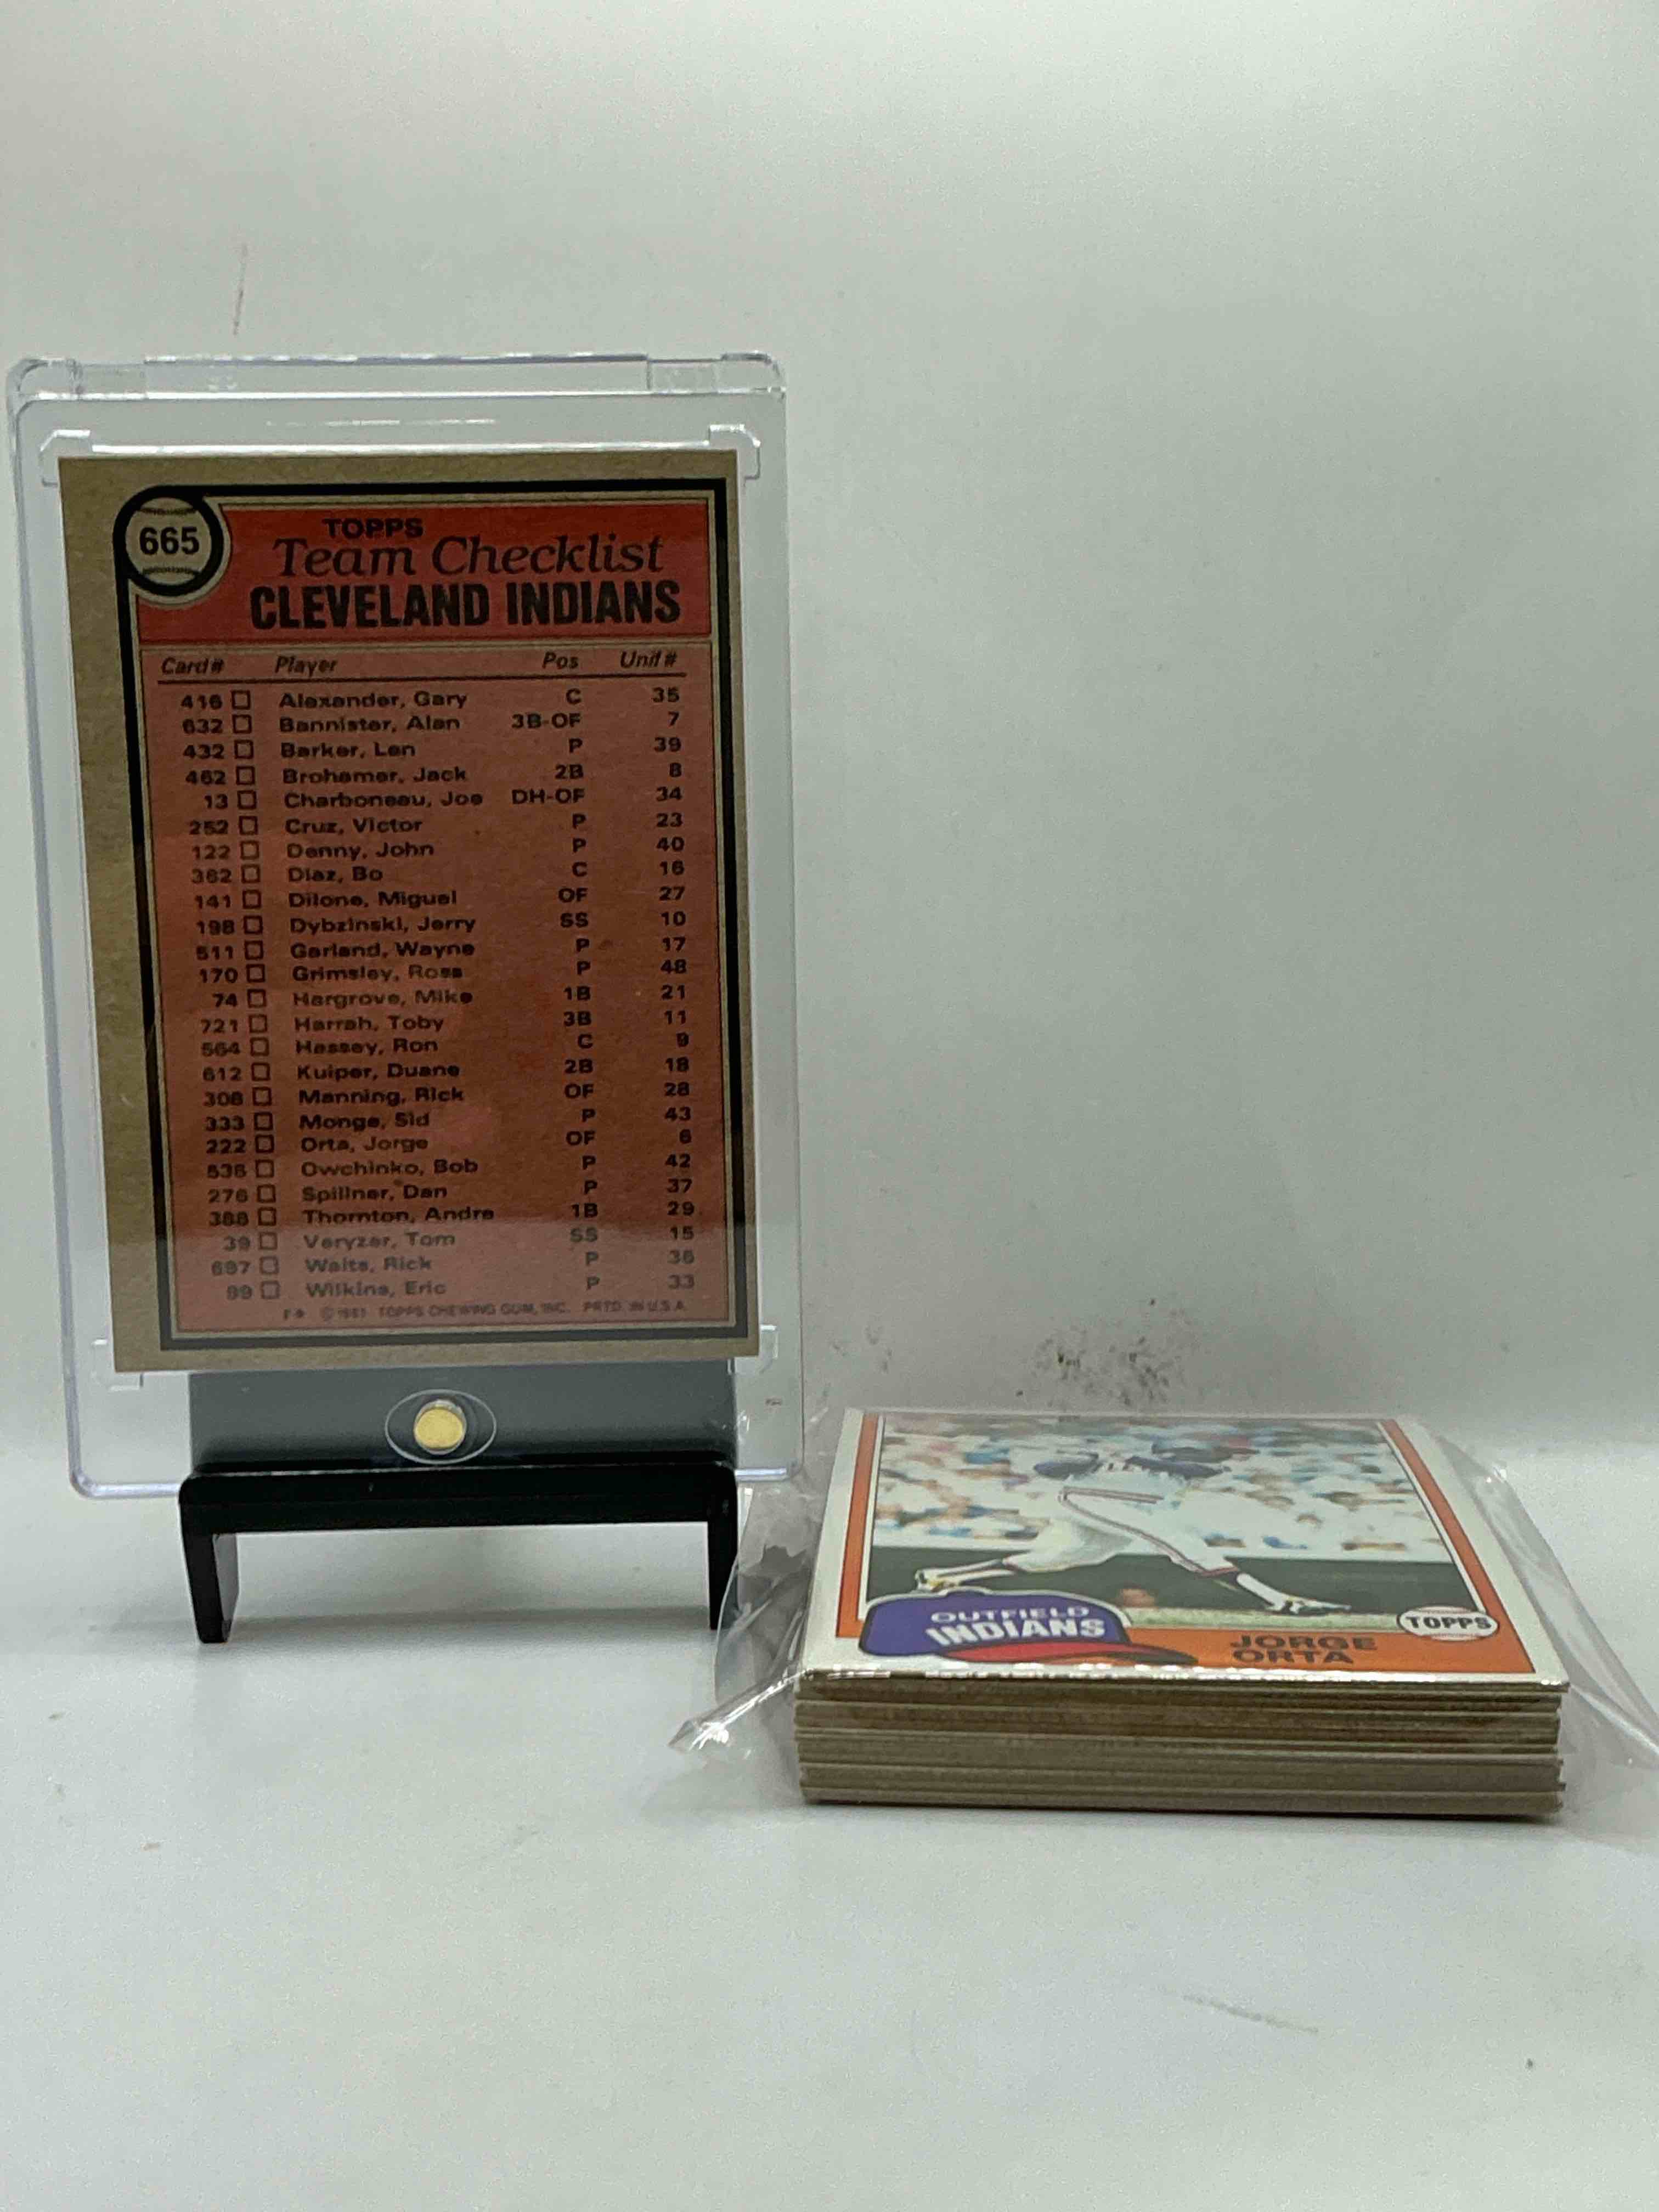 665
TOPPS
Team Checklist
CLEVELAND INDIANS
Card# Player Pos Unif#
416 Alexander, Gary C 35
632 Bannister, Alan 3B-OF 7
432 Barker, Len P 39
462 Brohamer, Jack 2B 8
13 Charboneau, Joe DH-OF 34
252 Cruz, Victor P 23
122 Denny, John P 40
362 Diaz, Bo C 16
141 Dilone, Miguel OF 27
198 Dybzinski, Jerry SS 10
511 Garland, Wayne P 17
170 Grimsley, Ross P 48
74 Hargrove, Mike 1B 21
721 Harrah, Toby 3B 11
564 Hassey, Ron C 9
612 Kuiper, Duane 2B 18
308 Manning, Rick OF 28
333 Monge, Sid P 43
222 Orta, Jorge OF 6
536 Owchinko, Bob P 42
276 Spillner, Dan P 37
388 Thornton, Andre 1B 29
39 Veryzer, Tom SS 15
697 Waits, Rick P 36
99 Wilkins, Eric P 33
F* © 1981 TOPPS CHEWING GUM, INC. PRTD. IN U.S.A.
OUTFIELD
INDIANS
JORGE
ORTA
TOPPS